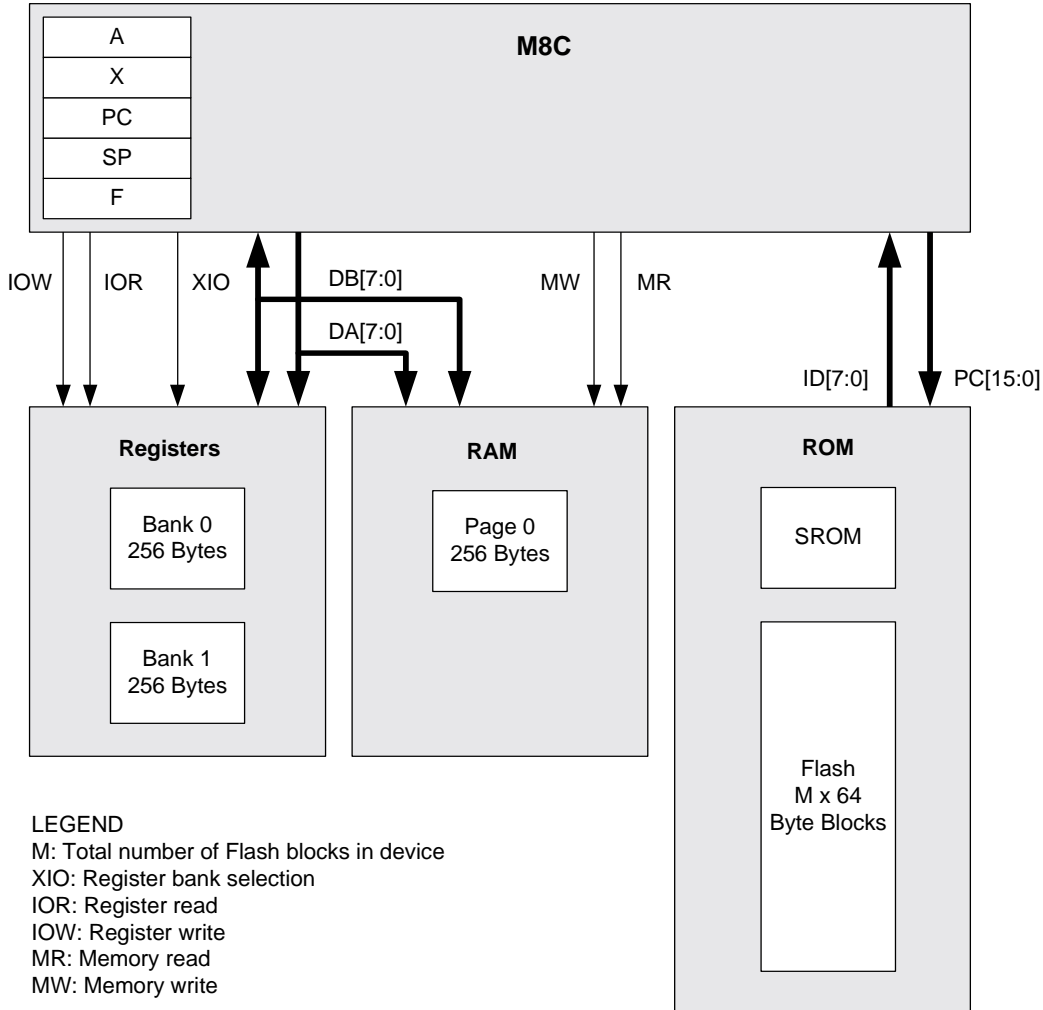 A
X
PC
SP
F
M8C
IOW
IOR
XIO
DB[7:0]
DA[7:0]
MW
MR
ID[7:0]
PC[15:0]
Registers
Bank 0
256 Bytes
Bank 1
256 Bytes
RAM
Page 0
256 Bytes
ROM
SROM
Flash
M x 64
Byte Blocks
LEGEND
M: Total number of Flash blocks in device
XIO: Register bank selection
IOR: Register read
IOW: Register write
MR: Memory read
MW: Memory write